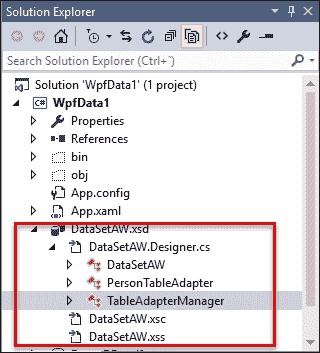 Solution Explorer
Search Solution Explorer (Ctrl+`)
Solution 'WpfData1' (1 project)
C# WpfData1
Properties
References
bin
obj
App.config
App.xaml
DataSetAW.xsd
DataSetAW.Designer.cs
DataSetAW
PersonTableAdapter
TableAdapterManager
DataSetAW.xsc
DataSetAW.xss